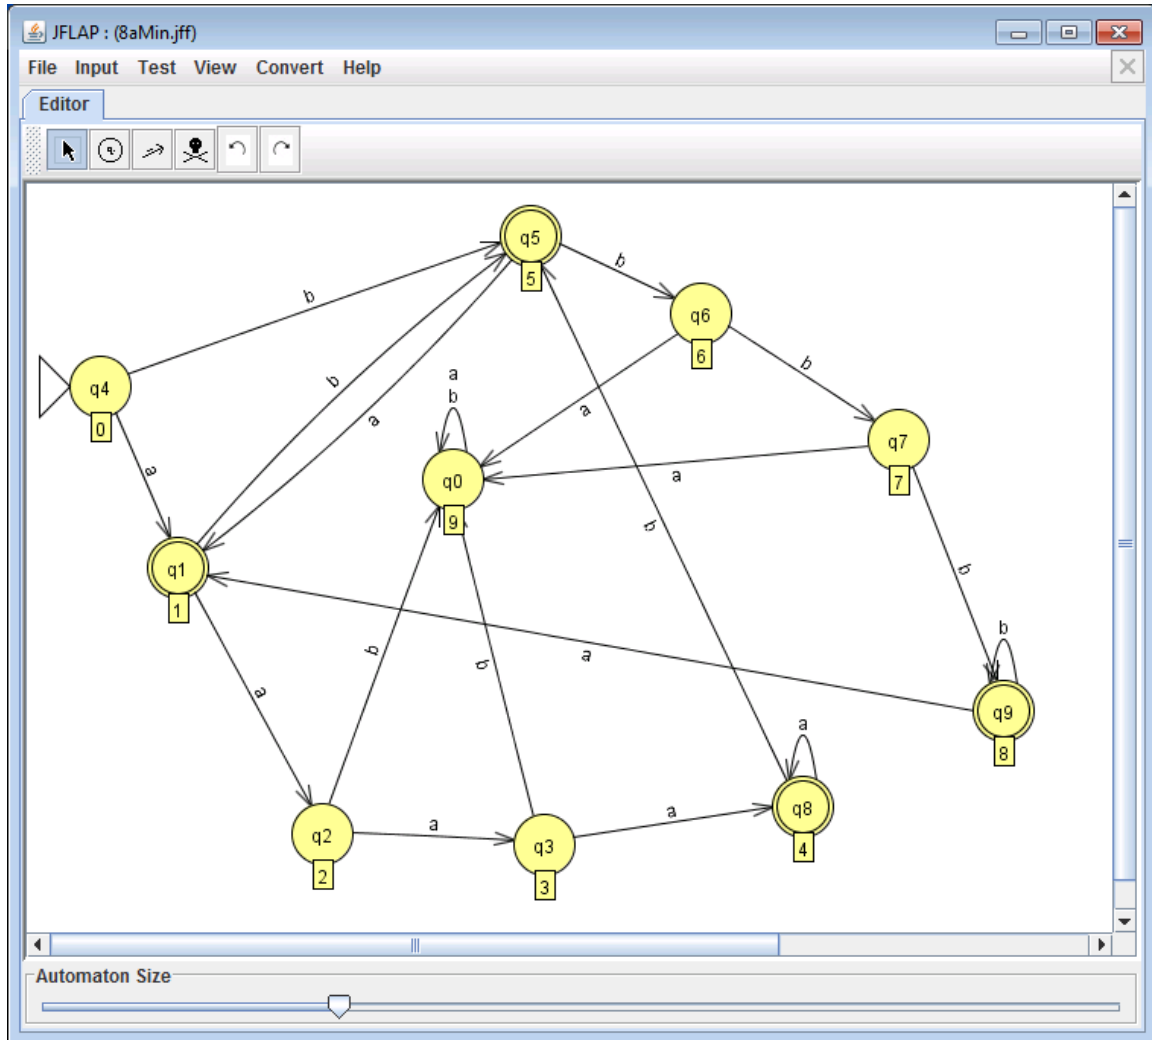 JFLAP : (8aMin.jff)
File Input Test View Convert Help
Editor
q
q5
5
b
q6
6
b
b
q4
0
b
a
a
b
a
b
q7
7
a
q0
9
a
b
a
b
q1
1
b
b
a
b
a
b
q9
8
a
q2
2
a
q3
3
a
q8
4
Automaton Size